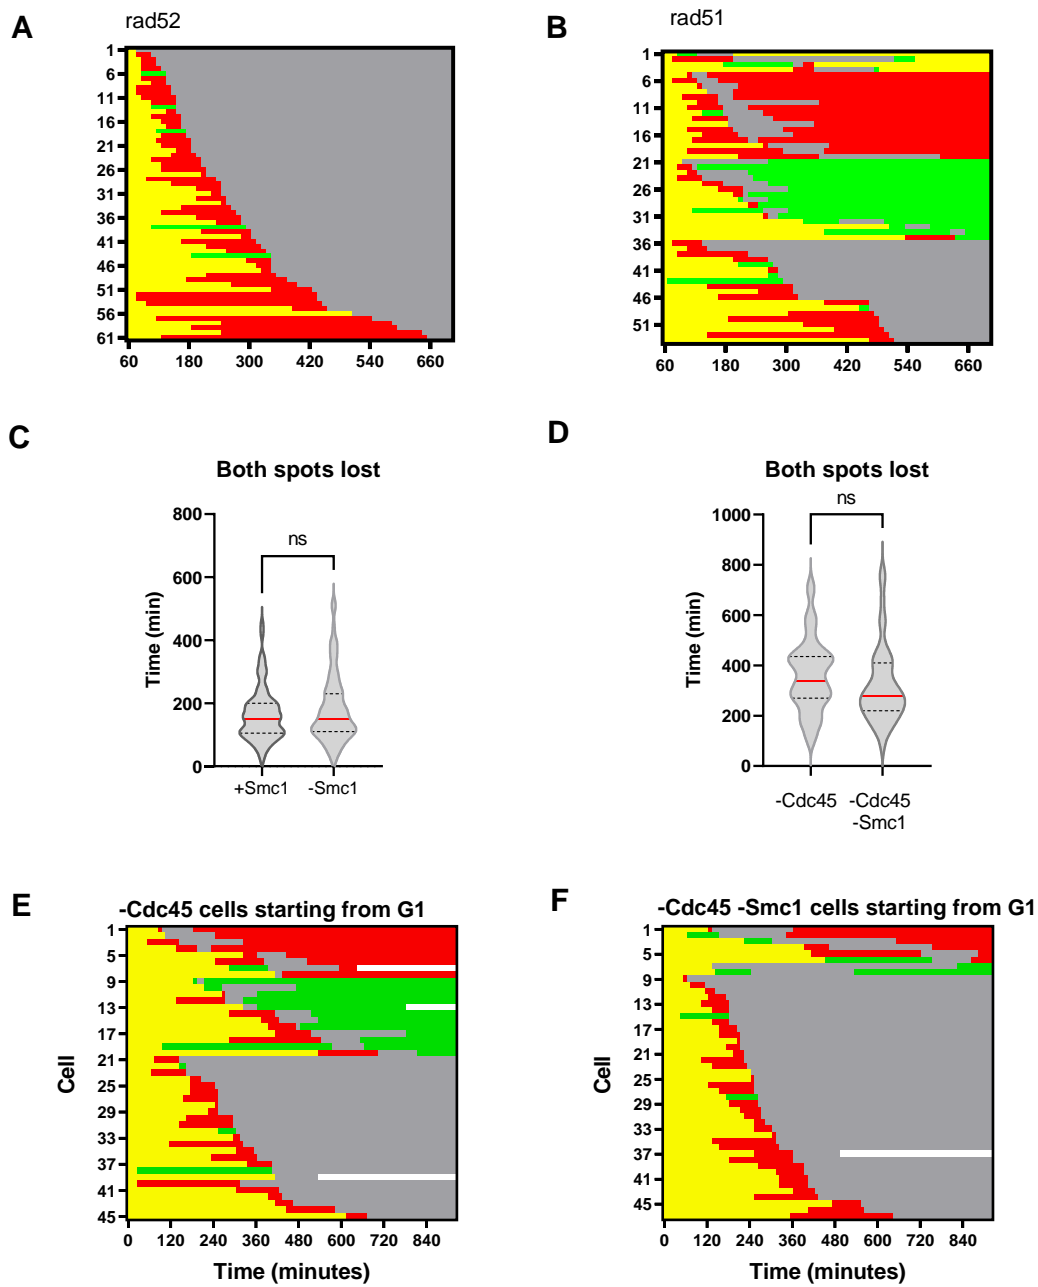 A
rad52
1
6
11
16
21
26
31
36
41
46
51
56
61
60 180 300 420 540 660
B
rad51
1
6
11
16
21
26
31
36
41
46
51
60 180 300 420 540 660
C
Both spots lost
ns
Time (min)
800
600
400
200
0
+Smc1 -Smc1
D
Both spots lost
ns
Time (min)
1000
800
600
400
200
0
-Cdc45 -Cdc45
-Smc1
E
-Cdc45 cells starting from G1
Cell
1
5
9
13
17
21
25
29
33
37
41
45
0 120 240 360 480 600 720 840
Time (minutes)
F
-Cdc45 -Smc1 cells starting from G1
Cell
1
5
9
13
17
21
25
29
33
37
41
45
0 120 240 360 480 600 720 840
Time (minutes)